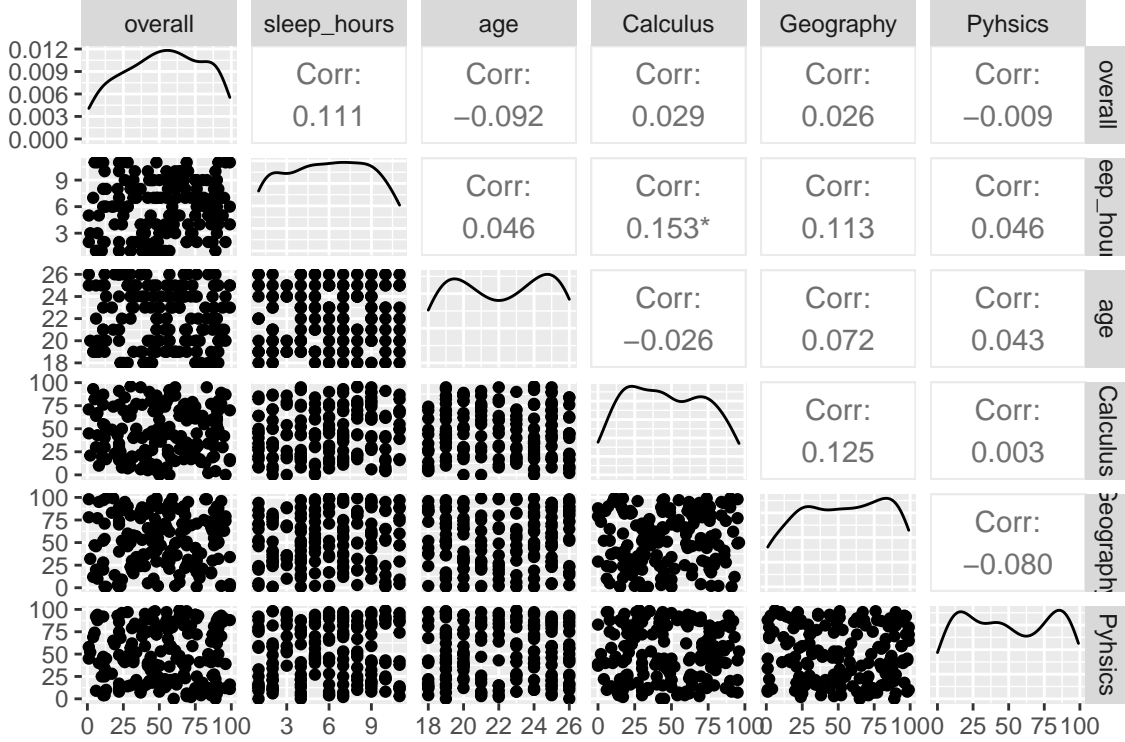 overall sleep_hours age Calculus Geography Pyhsics
0.012
0.009
0.006
0.003
0.000
Corr:
0.111
Corr:
−0.092
Corr:
0.029
Corr:
0.026
Corr:
−0.009
overall
9
6
3
Corr:
0.046
Corr:
0.153*
Corr:
0.113
Corr:
0.046
eep_hour
26
24
22
20
18
Corr:
−0.026
Corr:
0.072
Corr:
0.043
age
100
75
50
25
0
Corr:
0.125
Corr:
0.003
Calculus
100
75
50
25
0
Corr:
−0.080
Geography
100
75
50
25
0
Pyhsics
0 25 50 75 100 3 6 9 18 20 22 24 26 0 25 50 75 100 0 25 50 75 100 0 25 50 75 100